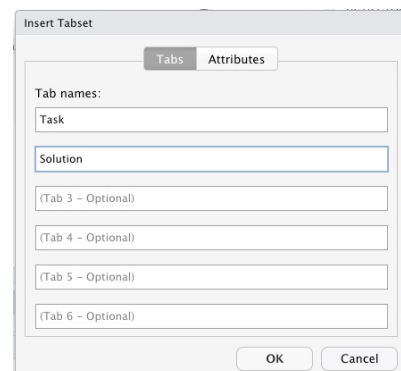 Insert Tabset
Tabs Attributes
Tab names:
Task
Solution
(Tab 3 – Optional)
(Tab 4 – Optional)
(Tab 5 – Optional)
(Tab 6 – Optional)
OK Cancel